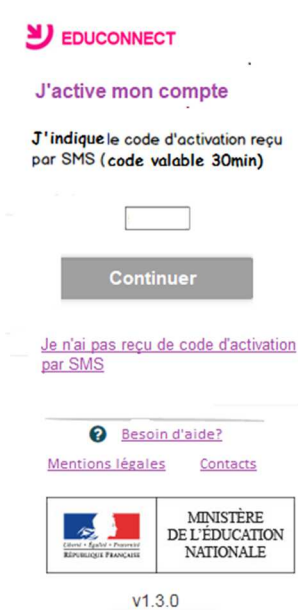 EDUCONNECT
J'active mon compte
J'indique le code d'activation reçu
par SMS (code valable 30min)
Continuer
Je n'ai pas reçu de code d'activation
par SMS
? Besoin d'aide?
Mentions légales Contacts
Liberté • Égalité • Fraternité
RÉPUBLIQUE FRANÇAISE
MINISTÈRE
DE L'ÉDUCATION
NATIONALE
v1.3.0